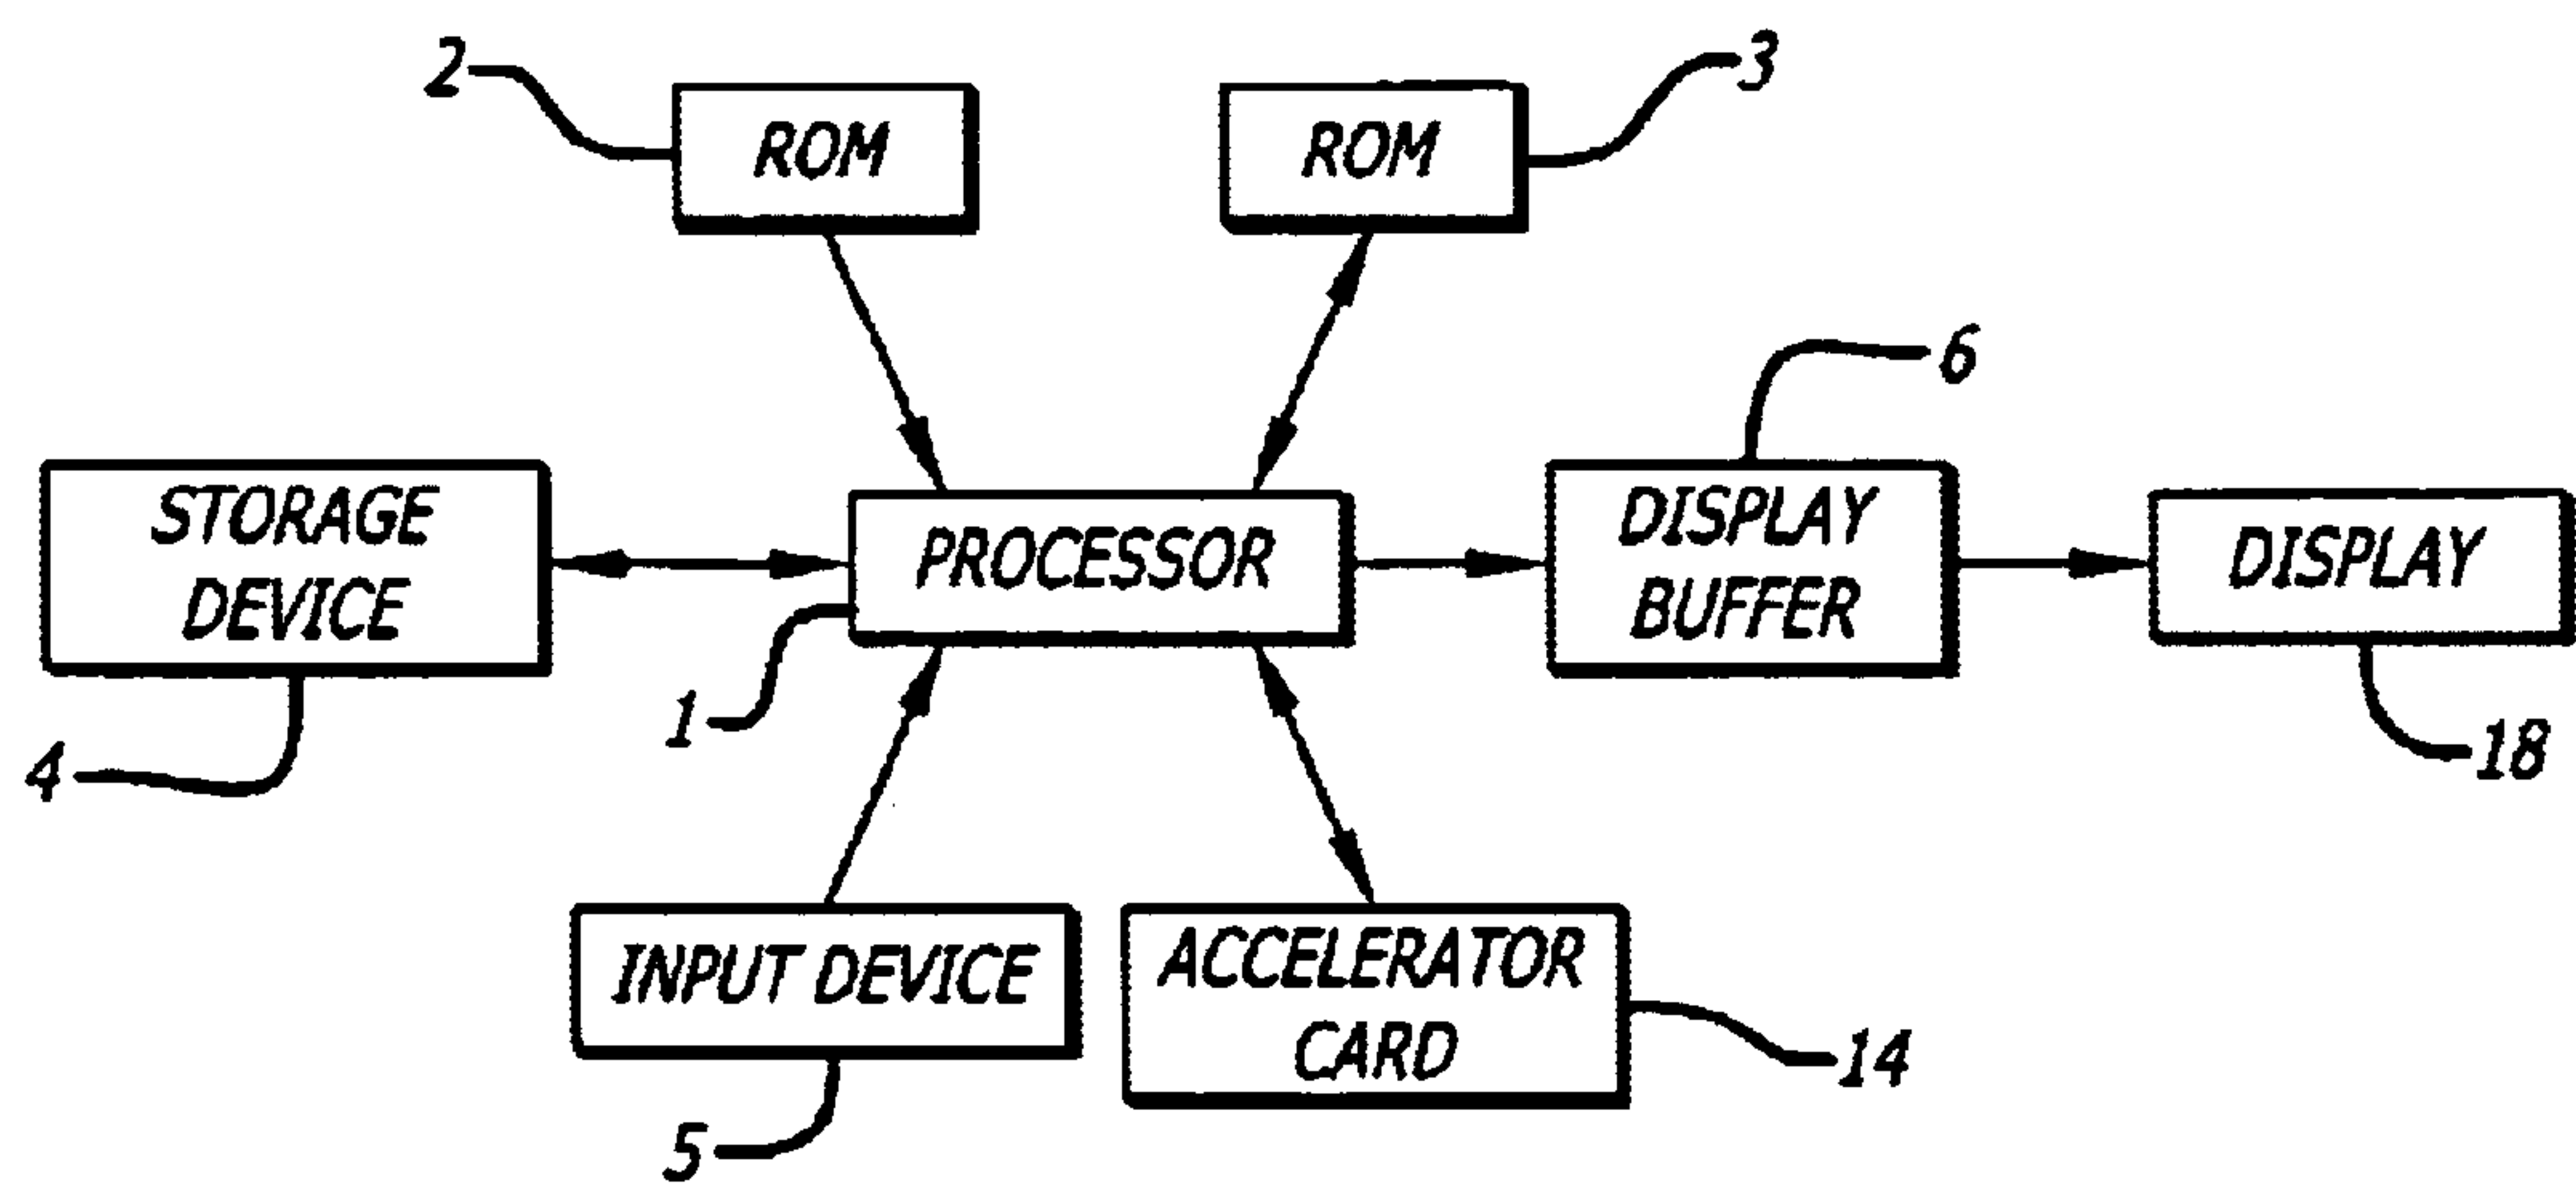 2
ROM
ROM
3
6
STORAGE
DEVICE
PROCESSOR
DISPLAY
BUFFER
DISPLAY
1
4
18
INPUT DEVICE
ACCELERATOR
CARD
14
5